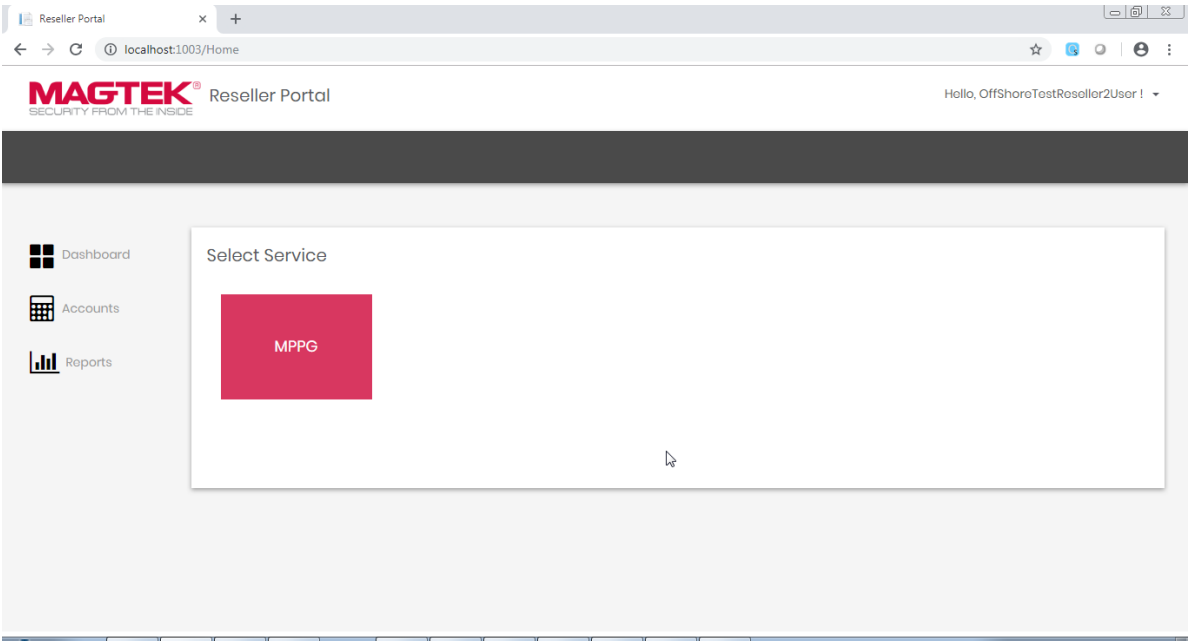 Reseller Portal
localhost:1003/Home
MAGTEK® Reseller Portal
SECURITY FROM THE INSIDE
Hello, OffShoreTestReseller2User !
Dashboard
Accounts
Reports
Select Service
MPPG